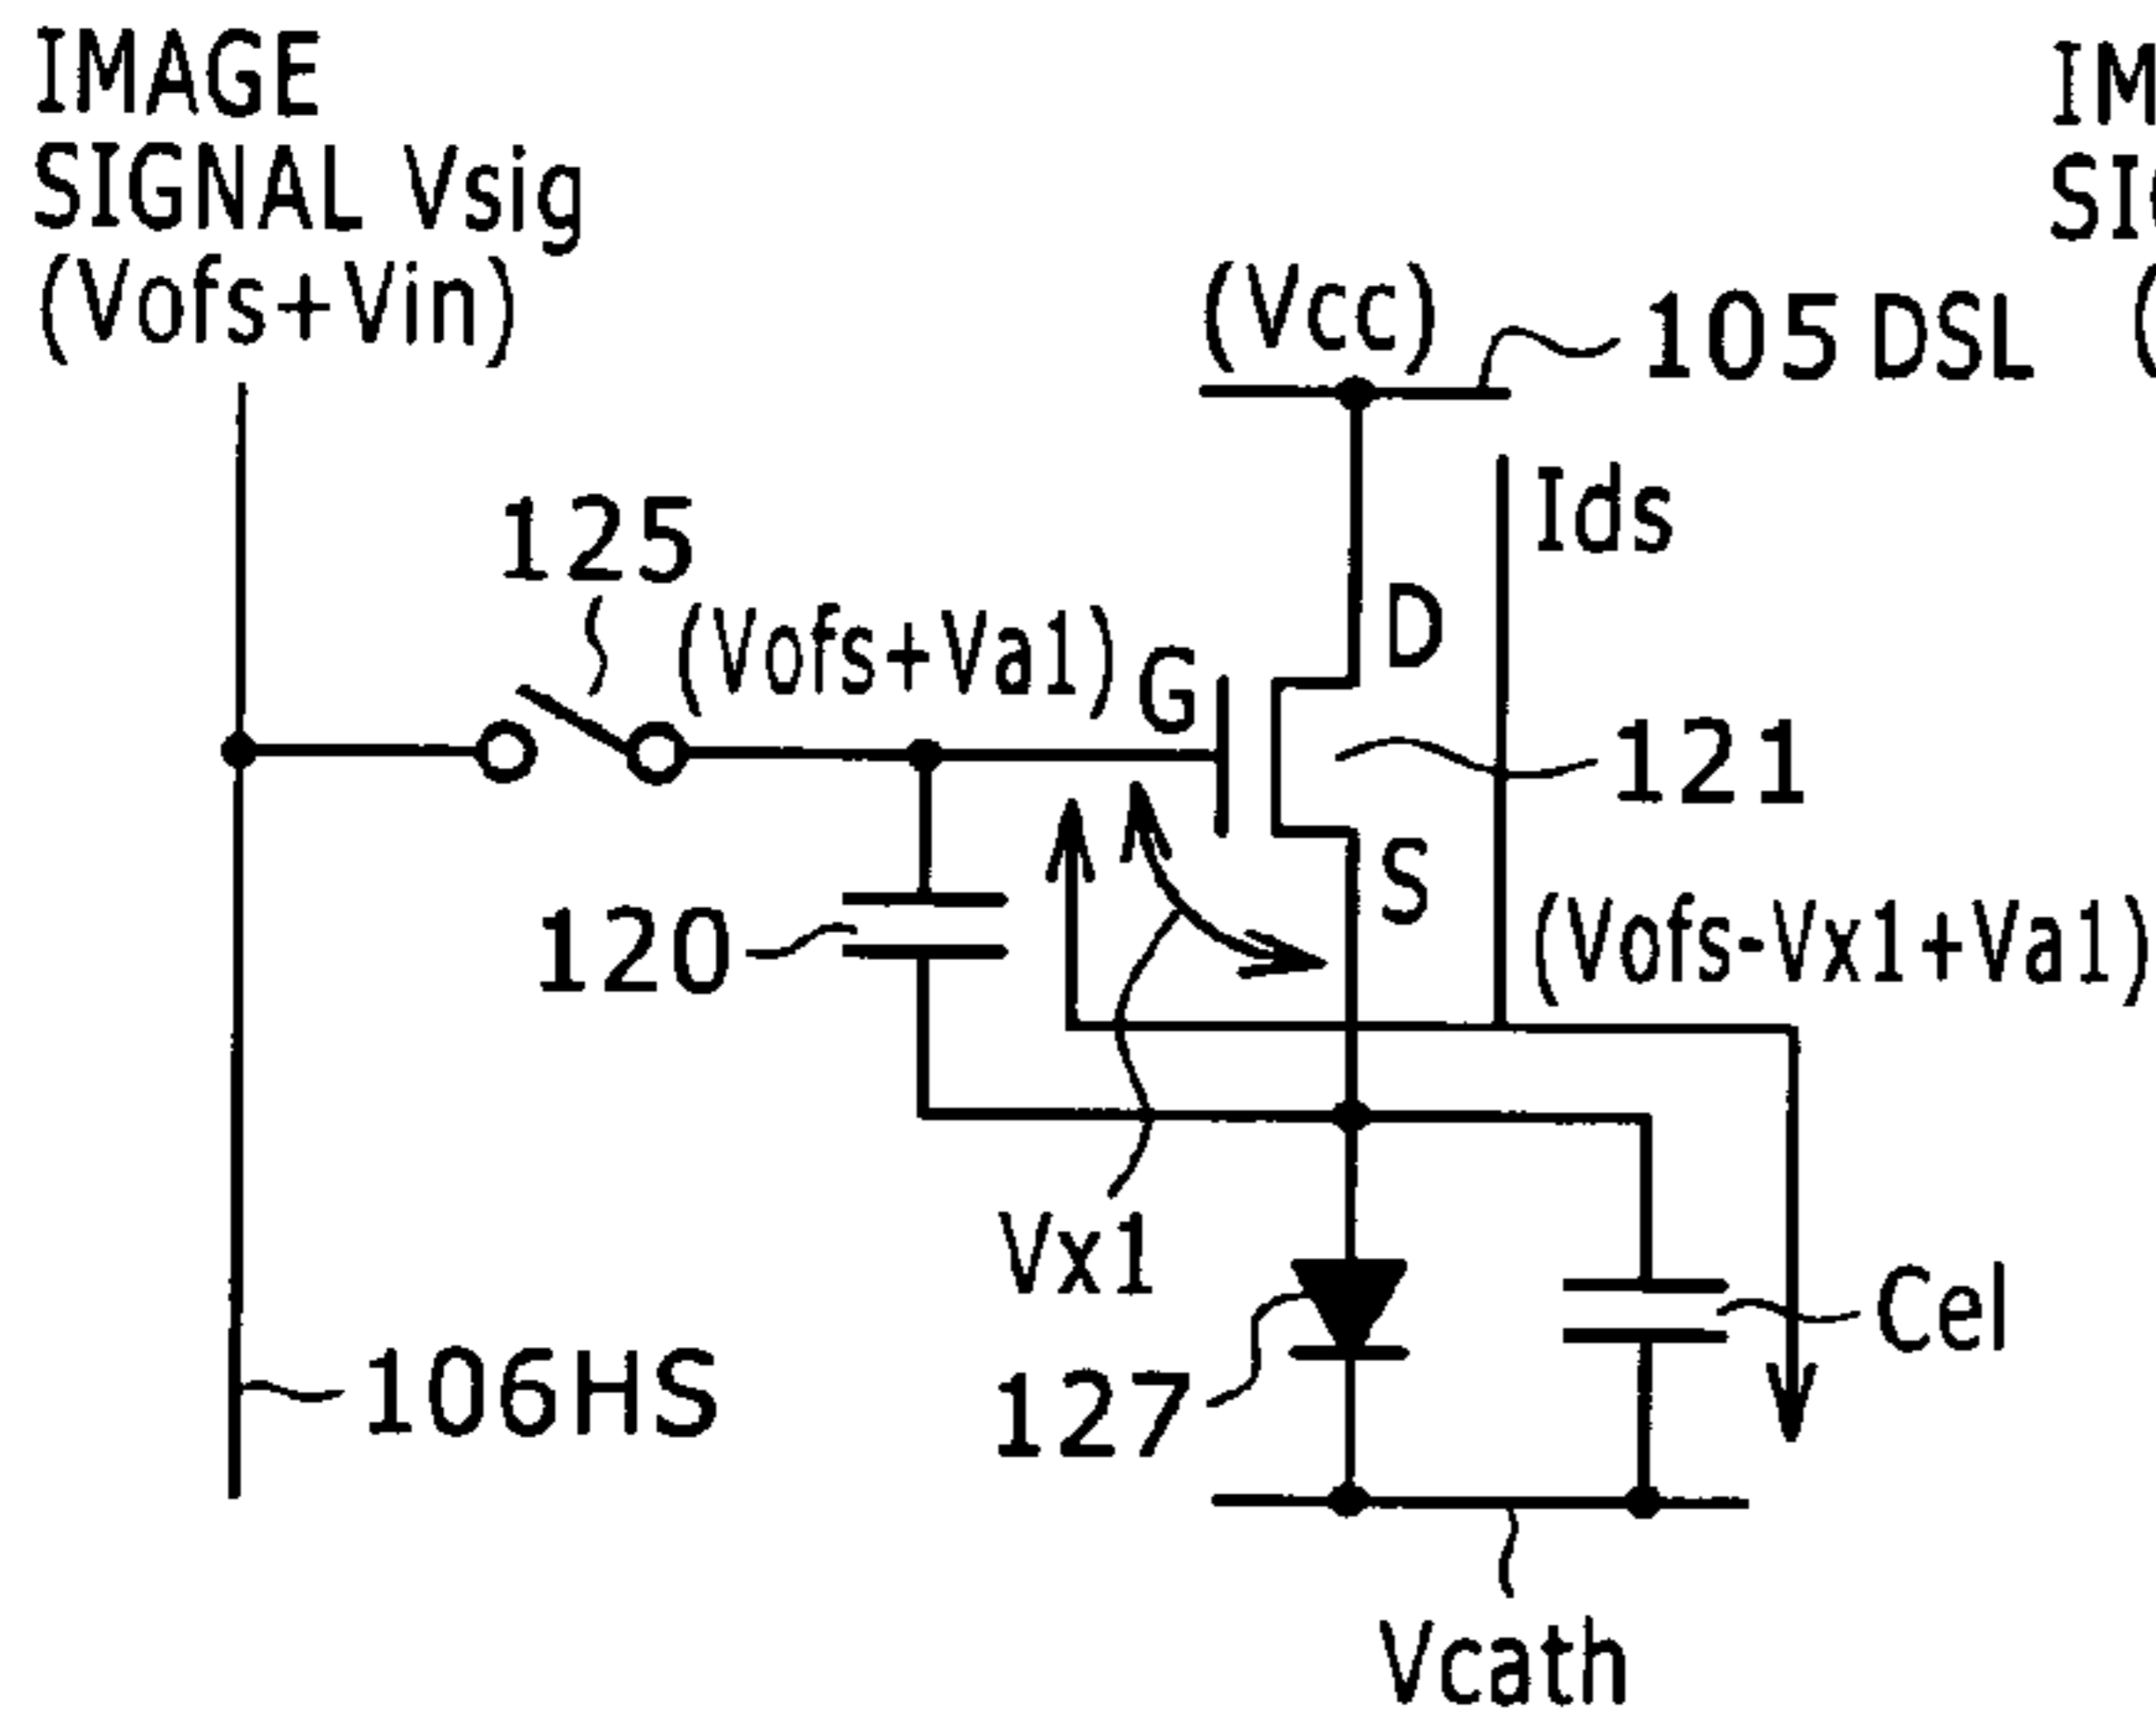 IMAGE
SIGNAL Vsig
(Vofs+Vin)
(Vcc)
105 DSL
Ids
125
(Vofs+Va1)
G
D
121
S
120
(Vofs-Vx1+Va1)
Vx1
Cel
106HS
127
Vcath